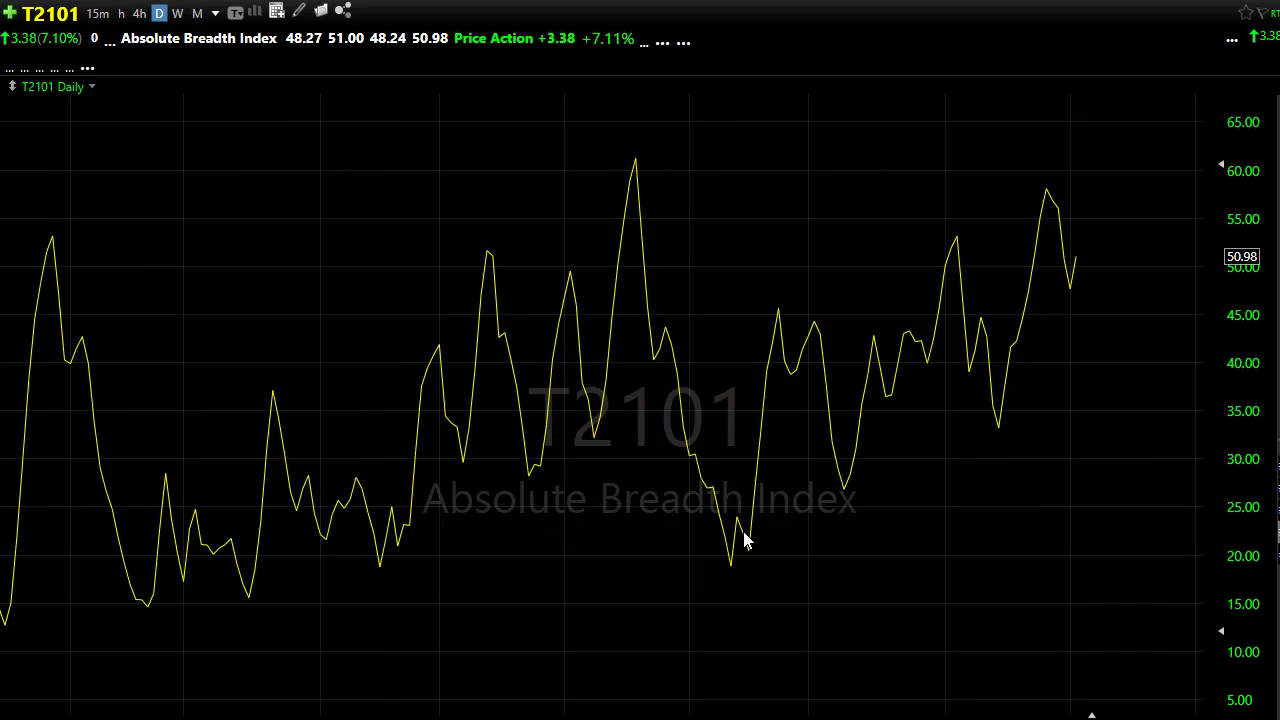 T2101 15m h 4h D W M T RT
3.38(7.10%) 0 ... Absolute Breadth Index 48.27 51.00 48.24 50.98 Price Action +3.38 +7.11% ... ... ... ... 3.38
... ... ... ... ... ...
T2101 Daily
65.00
60.00
55.00
50.98
50.00
45.00
40.00
T2101
35.00
30.00
Absolute Breadth Index
25.00
20.00
15.00
10.00
5.00